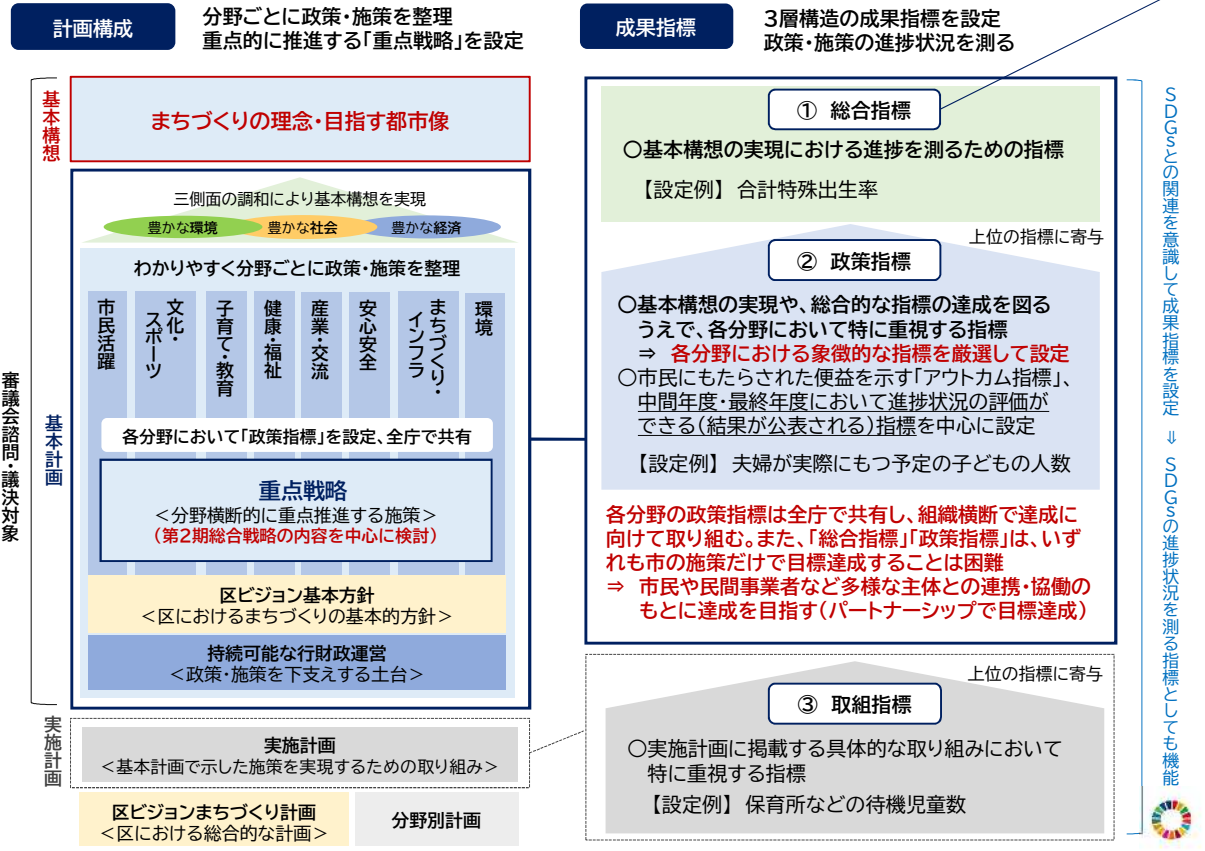 計画構成
分野ごとに政策・施策を整理
重点的に推進する「重点戦略」を設定
審議会諮問・議決対象
基本構想
まちづくりの理念・目指す都市像
基本計画
三側面の調和により基本構想を実現
豊かな環境
豊かな社会
豊かな経済
わかりやすく分野ごとに政策・施策を整理
市民活躍
文化・
スポーツ
子育て・教育
健康・福祉
産業・交流
安心安全
まちづくり・
インフラ
環境
各分野において「政策指標」を設定、全庁で共有
重点戦略
＜分野横断的に重点推進する施策＞
（第2期総合戦略の内容を中心に検討）
区ビジョン基本方針
＜区におけるまちづくりの基本的方針＞
持続可能な行財政運営
＜政策・施策を下支えする土台＞
実施計画
実施計画
＜基本計画で示した施策を実現するための取り組み＞
区ビジョンまちづくり計画
＜区における総合的な計画＞
分野別計画
成果指標
3層構造の成果指標を設定
政策・施策の進捗状況を測る
① 総合指標
○基本構想の実現における進捗を測るための指標
【設定例】合計特殊出生率
上位の指標に寄与
② 政策指標
○基本構想の実現や、総合的な指標の達成を図る
うえで、各分野において特に重視する指標
⇒ 各分野における象徴的な指標を厳選して設定
○市民にもたらされた便益を示す「アウトカム指標」、
中間年度・最終年度において進捗状況の評価が
できる（結果が公表される）指標を中心に設定
【設定例】夫婦が実際にもつ予定の子どもの人数
各分野の政策指標は全庁で共有し、組織横断で達成に
向けて取り組む。また、「総合指標」「政策指標」は、いず
れも市の施策だけで目標達成することは困難
⇒ 市民や民間事業者など多様な主体との連携・協働の
もとに達成を目指す（パートナーシップで目標達成）
上位の指標に寄与
③ 取組指標
○実施計画に掲載する具体的な取り組みにおいて
特に重視する指標
【設定例】保育所などの待機児童数
SDGsとの関連を意識して成果指標を設定 ⇒ SDGsの進捗状況を測る指標としても機能